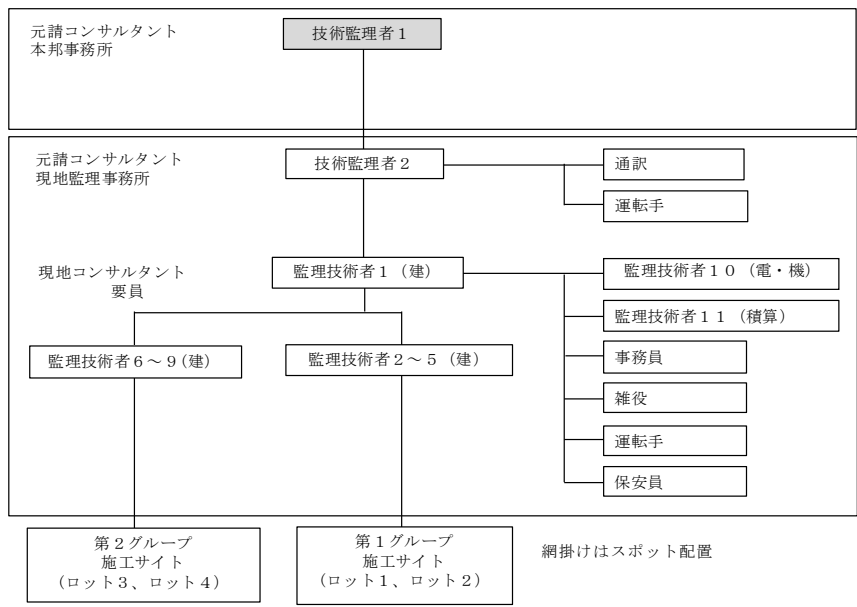 元請コンサルタント
本邦事務所
技術監理者１
元請コンサルタント
現地監理事務所
技術監理者２
通訳
運転手
現地コンサルタント
要員
監理技術者１（建）
監理技術者１０（電・機）
監理技術者１１（積算）
事務員
雑役
運転手
保安員
監理技術者６～９(建)
監理技術者２～５（建）
第２グループ
施工サイト
（ロット３、ロット４）
第１グループ
施工サイト
（ロット１、ロット２）
網掛けはスポット配置